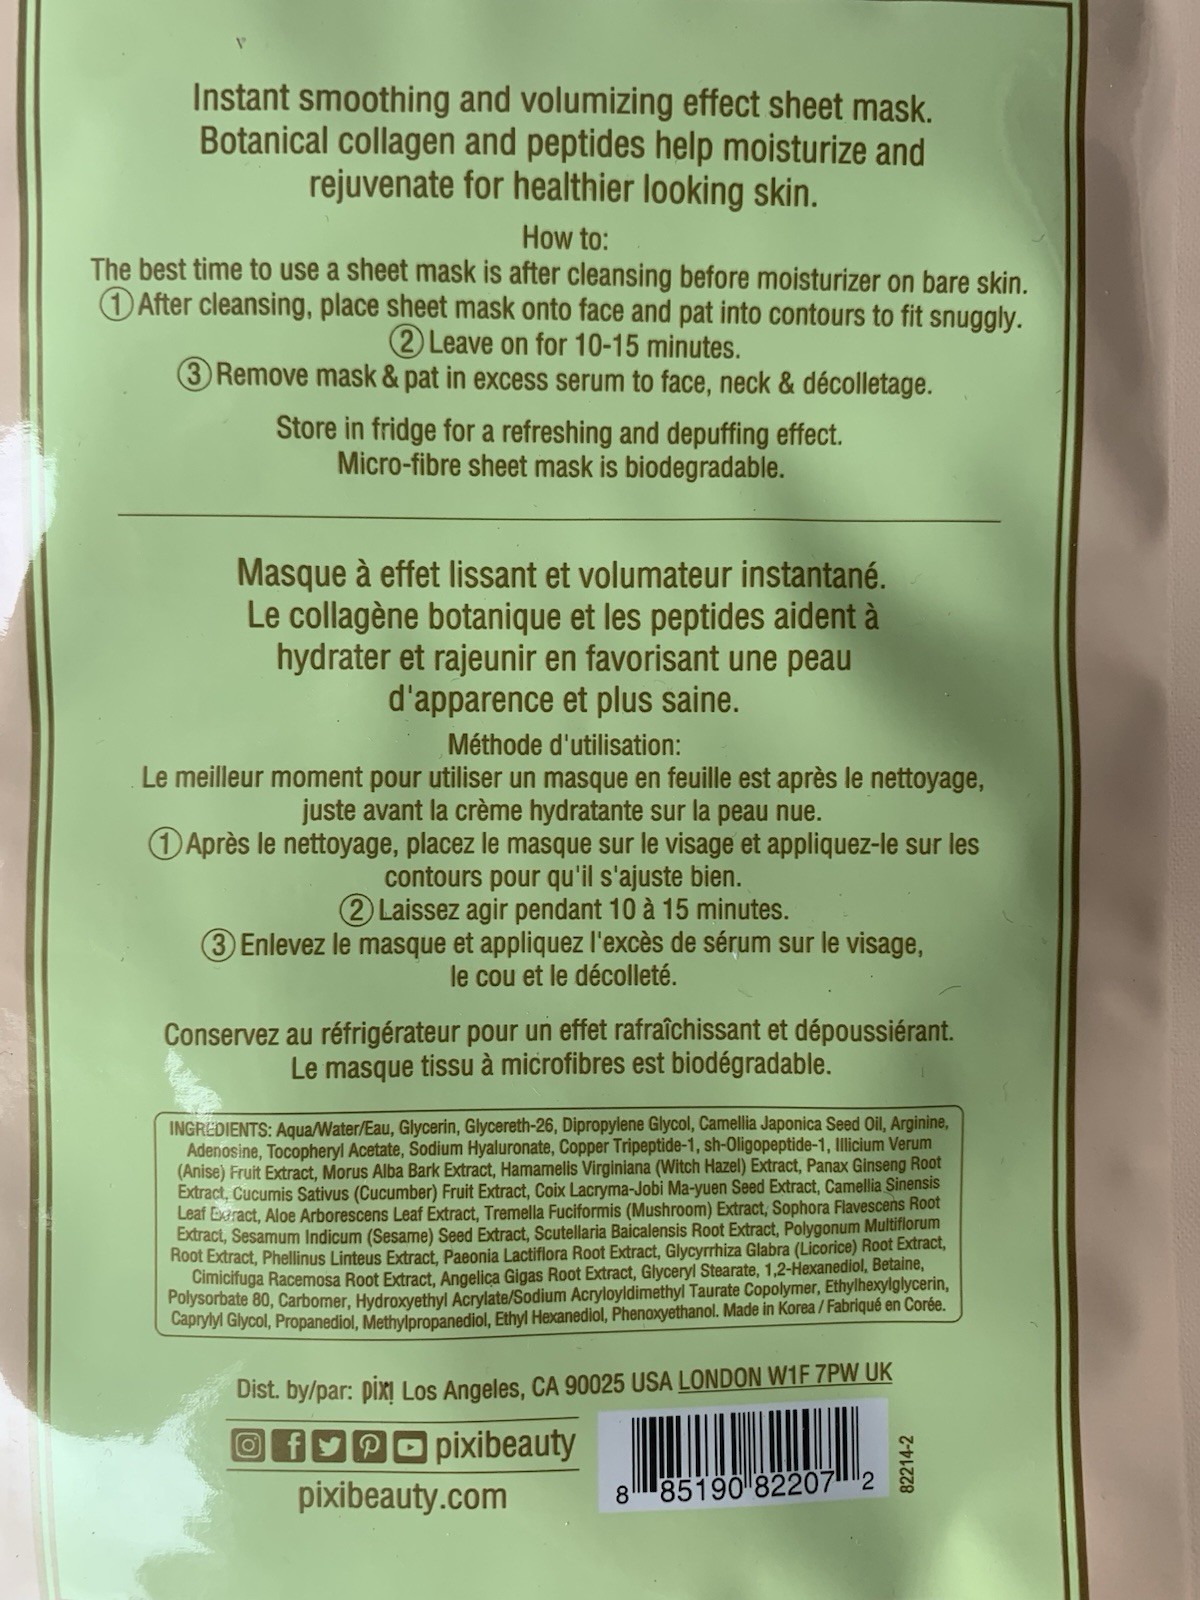 Instant smoothing and volumizing effect sheet mask.
Botanical collagen and peptides help moisturize and
rejuvenate for healthier looking skin.
How to:
The best time to use a sheet mask is after cleansing before moisturizer on bare skin.
① After cleansing, place sheet mask onto face and pat into contours to fit snuggly.
② Leave on for 10-15 minutes.
③ Remove mask & pat in excess serum to face, neck & décolletage.
Store in fridge for a refreshing and depuffing effect.
Micro-fibre sheet mask is biodegradable.
Masque à effet lissant et volumateur instantané.
Le collagène botanique et les peptides aident à
hydrater et rajeunir en favorisant une peau
d'apparence et plus saine.
Méthode d'utilisation:
Le meilleur moment pour utiliser un masque en feuille est après le nettoyage,
juste avant la crème hydratante sur la peau nue.
① Après le nettoyage, placez le masque sur le visage et appliquez-le sur les
contours pour qu'il s'ajuste bien.
② Laissez agir pendant 10 à 15 minutes.
③ Enlevez le masque et appliquez l'excès de sérum sur le visage,
le cou et le décolleté.
Conservez au réfrigérateur pour un effet rafraîchissant et dépoussiérant.
Le masque tissu à microfibres est biodégradable.
INGREDIENTS: Aqua/Water/Eau, Glycerin, Glycereth-26, Dipropylene Glycol, Camellia Japonica Seed Oil, Arginine,
Adenosine, Tocopheryl Acetate, Sodium Hyaluronate, Copper Tripeptide-1, sh-Oligopeptide-1, Illicium Verum
(Anise) Fruit Extract, Morus Alba Bark Extract, Hamamelis Virginiana (Witch Hazel) Extract, Panax Ginseng Root
Extract, Cucumis Sativus (Cucumber) Fruit Extract, Coix Lacryma-Jobi Ma-yuen Seed Extract, Camellia Sinensis
Leaf Extract, Aloe Arborescens Leaf Extract, Tremella Fuciformis (Mushroom) Extract, Sophora Flavescens Root
Extract, Sesamum Indicum (Sesame) Seed Extract, Scutellaria Baicalensis Root Extract, Polygonum Multiflorum
Root Extract, Phellinus Linteus Extract, Paeonia Lactiflora Root Extract, Glycyrrhiza Glabra (Licorice) Root Extract,
Cimicifuga Racemosa Root Extract, Angelica Gigas Root Extract, Glyceryl Stearate, 1,2-Hexanediol, Betaine,
Polysorbate 80, Carbomer, Hydroxyethyl Acrylate/Sodium Acryloyldimethyl Taurate Copolymer, Ethylhexylglycerin,
Caprylyl Glycol, Propanediol, Methylpropanediol, Ethyl Hexanediol, Phenoxyethanol. Made in Korea / Fabriqué en Corée.
Dist. by/par: pixi Los Angeles, CA 90025 USA LONDON W1F 7PW UK
pixibeauty
pixibeauty.com
8 85190 82207 2
82214-2